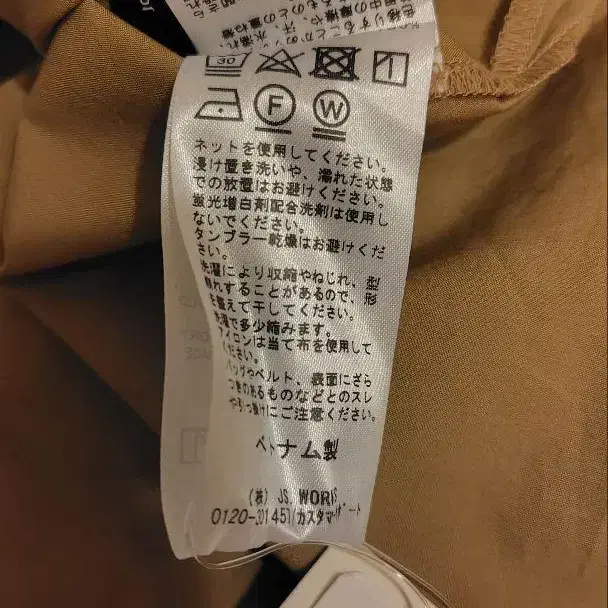 30
F
W
ネットを使用してください。
浸け置き洗いや、濡れた状態
での放置はお避けください。
蛍光増白剤配合洗剤は使用し
ないでください。
タンブラー乾燥はお避けくだ
さい。
洗濯により収縮やねじれ、型
崩れすることがあるので、形
を整えて干してください。
洗濯で多少縮みます。
アイロンは当て布を使用して
ください。
バッグやベルト、表面にざら
つきのあるものなどとのスレ
や引っ掛けにご注意ください。
ベトナム製
(株) JS. WORKS
0120-301457(カスタマーサポート